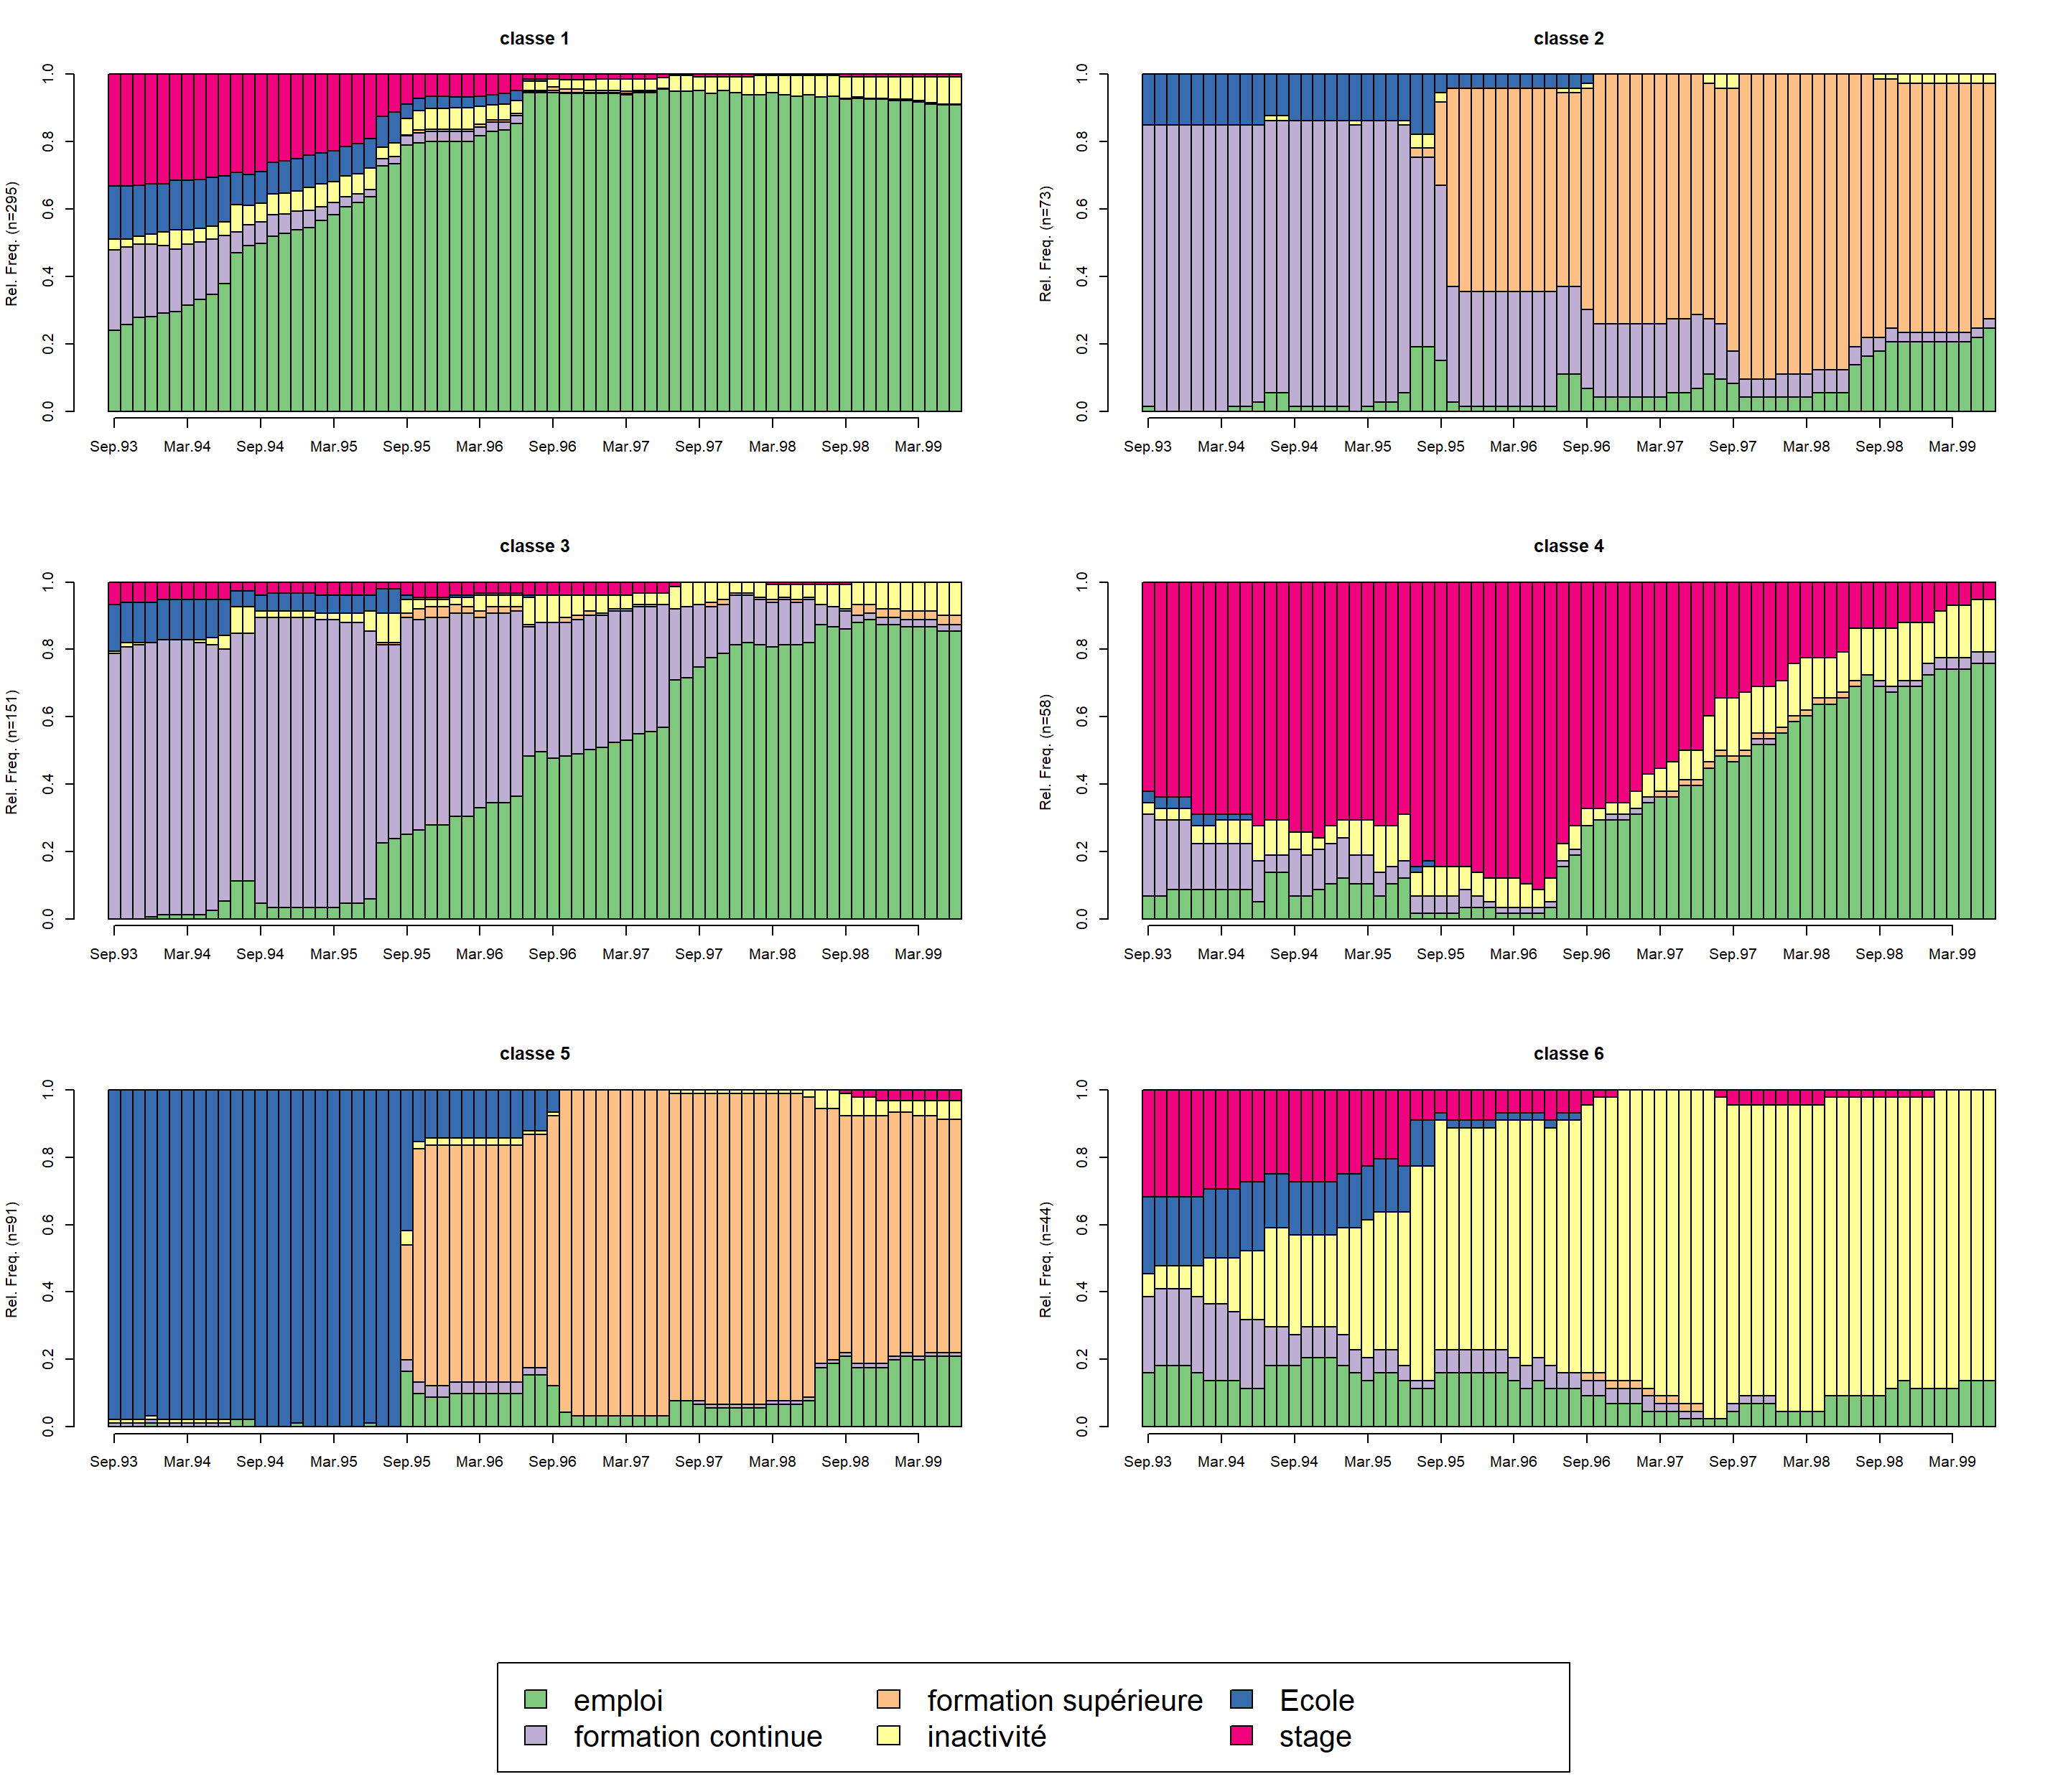 classe 1
classe 2
Rel. Freq. (n=295)
0.0 0.2 0.4 0.6 0.8 1.0
Sep.93 Mar.94 Sep.94 Mar.95 Sep.95 Mar.96 Sep.96 Mar.97 Sep.97 Mar.98 Sep.98 Mar.99
Rel. Freq. (n=73)
0.0 0.2 0.4 0.6 0.8 1.0
Sep.93 Mar.94 Sep.94 Mar.95 Sep.95 Mar.96 Sep.96 Mar.97 Sep.97 Mar.98 Sep.98 Mar.99
classe 3
classe 4
Rel. Freq. (n=151)
0.0 0.2 0.4 0.6 0.8 1.0
Sep.93 Mar.94 Sep.94 Mar.95 Sep.95 Mar.96 Sep.96 Mar.97 Sep.97 Mar.98 Sep.98 Mar.99
Rel. Freq. (n=58)
0.0 0.2 0.4 0.6 0.8 1.0
Sep.93 Mar.94 Sep.94 Mar.95 Sep.95 Mar.96 Sep.96 Mar.97 Sep.97 Mar.98 Sep.98 Mar.99
classe 5
classe 6
Rel. Freq. (n=91)
0.0 0.2 0.4 0.6 0.8 1.0
Sep.93 Mar.94 Sep.94 Mar.95 Sep.95 Mar.96 Sep.96 Mar.97 Sep.97 Mar.98 Sep.98 Mar.99
Rel. Freq. (n=44)
0.0 0.2 0.4 0.6 0.8 1.0
Sep.93 Mar.94 Sep.94 Mar.95 Sep.95 Mar.96 Sep.96 Mar.97 Sep.97 Mar.98 Sep.98 Mar.99
emploi formation supérieure Ecole
formation continue inactivité stage